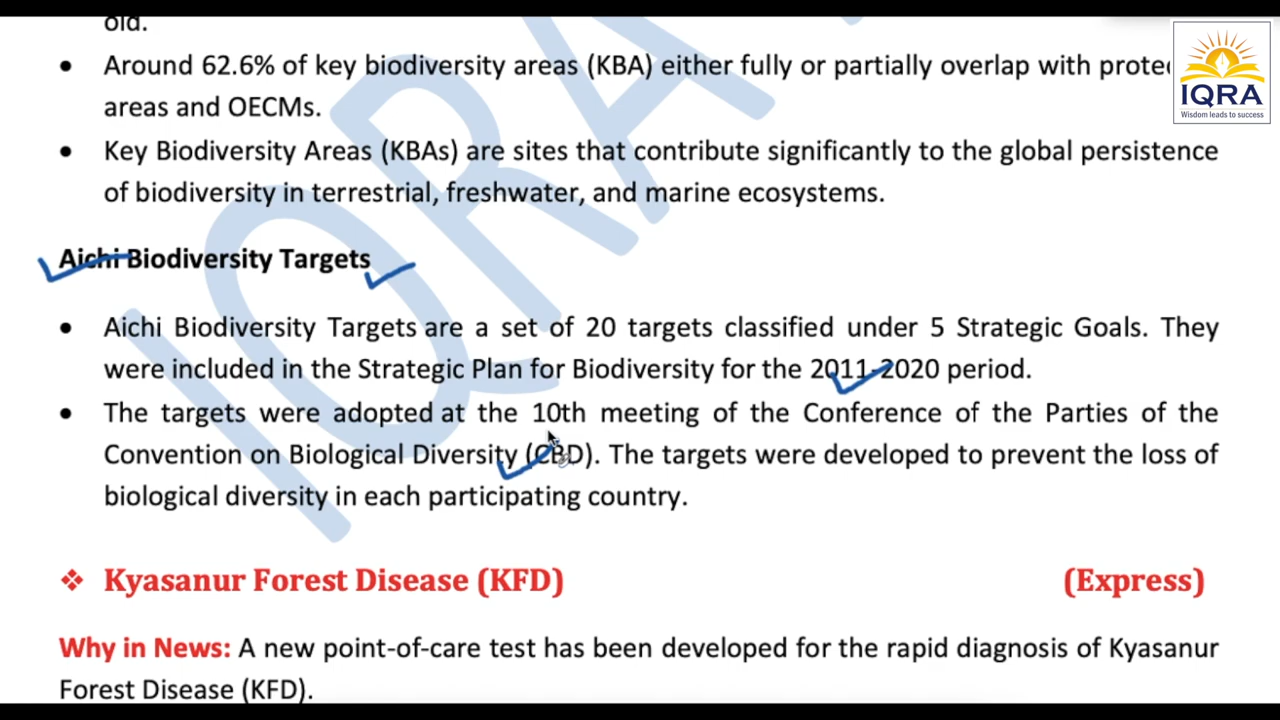 old.
• Around 62.6% of key biodiversity areas (KBA) either fully or partially overlap with
areas and OECMs.
• Key Biodiversity Areas (KBAs) are sites that contribute significantly to the global persistence
of biodiversity in terrestrial, freshwater, and marine ecosystems.
Aichi Biodiversity Targets
• Aichi Biodiversity Targets are a set of 20 targets classified under 5 Strategic Goals. They
were included in the Strategic Plan for Biodiversity for the 2011-2020 period.
• The targets were adopted at the 10th meeting of the Conference of the Parties of the
Convention on Biological Diversity (CBD). The targets were developed to prevent the loss of
biological diversity in each participating country.
❖ Kyasanur Forest Disease (KFD) (Express)
Why in News: A new point-of-care test has been developed for the rapid diagnosis of Kyasanur
Forest Disease (KFD).
IQRA
Wisdom leads to success
IQRA